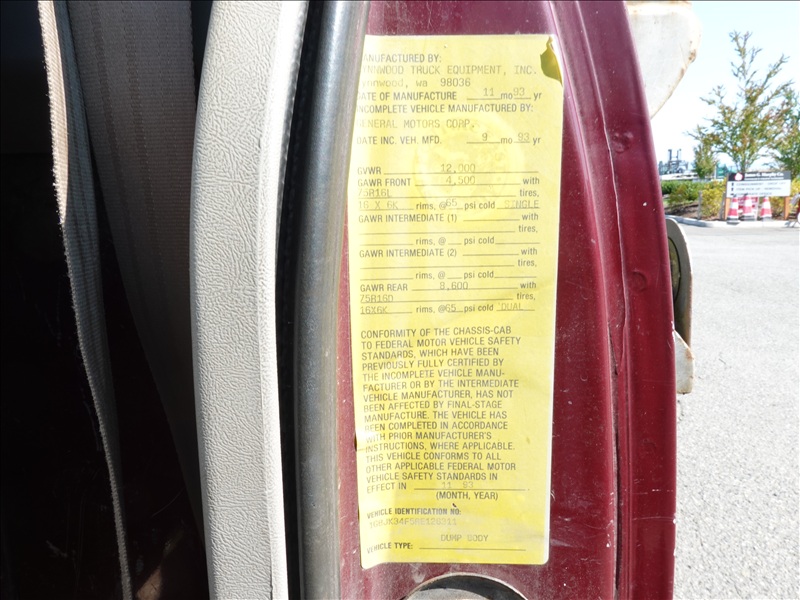 ANUFACTURED BY:
YNNWOOD TRUCK EQUIPMENT, INC.
ynnwood, wa 98036
ATE OF MANUFACTURE 11 mo 93 yr
NCOMPLETE VEHICLE MANUFACTURED BY:
GENERAL MOTORS CORP.
DATE INC. VEH. MFD. 9 mo 93 yr
GVWR 12,000
GAWR FRONT 4,500 with
75R16L tires,
16 X 6K rims, @65 psi cold SINGLE
GAWR INTERMEDIATE (1) with
tires,
rims, @ psi cold
GAWR INTERMEDIATE (2) with
tires,
rims, @ psi cold
GAWR REAR 8,600 with
75R16D tires,
16X6K rims, @65 psi cold DUAL
CONFORMITY OF THE CHASSIS-CAB
TO FEDERAL MOTOR VEHICLE SAFETY
STANDARDS, WHICH HAVE BEEN
PREVIOUSLY FULLY CERTIFIED BY
THE INCOMPLETE VEHICLE MANU-
FACTURER OR BY THE INTERMEDIATE
VEHICLE MANUFACTURER, HAS NOT
BEEN AFFECTED BY FINAL-STAGE
MANUFACTURE. THE VEHICLE HAS
BEEN COMPLETED IN ACCORDANCE
WITH PRIOR MANUFACTURER'S
INSTRUCTIONS, WHERE APPLICABLE.
THIS VEHICLE CONFORMS TO ALL
OTHER APPLICABLE FEDERAL MOTOR
VEHICLE SAFETY STANDARDS IN
EFFECT IN 11 93
(MONTH, YEAR)
VEHICLE IDENTIFICATION NO:
VEHICLE TYPE: DUMP BODY